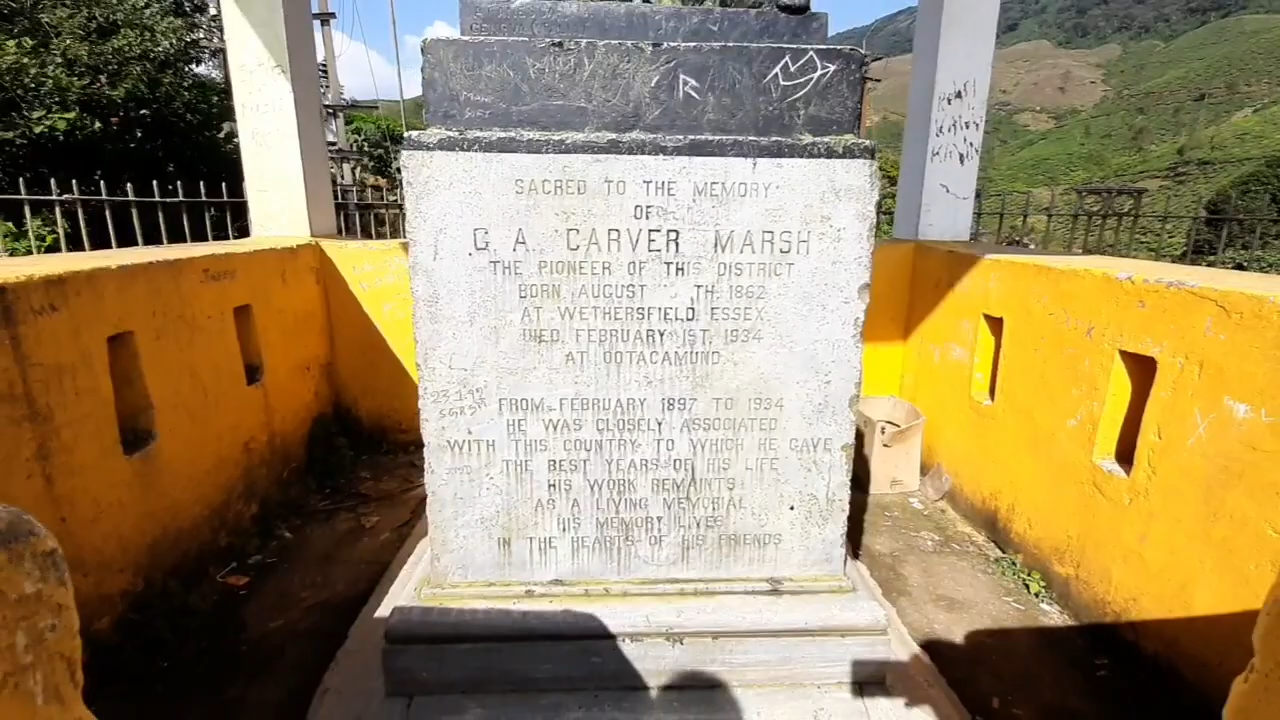 R
SACRED TO THE MEMORY
OF
G. A. CARVER MARSH
THE PIONEER OF THIS DISTRICT
BORN AUGUST TH. 1862
AT WETHERSFIELD. ESSEX.
DIED. FEBRUARY 1ST. 1934
AT OOTACAMUND.
FROM FEBRUARY 1897 TO 1934
HE WAS CLOSELY ASSOCIATED
WITH THIS COUNTRY TO WHICH HE GAVE
THE BEST YEARS OF HIS LIFE
HIS WORK REMAINTS
AS A LIVING MEMORIAL
HIS MEMORY LIVES
IN THE HEARTS OF HIS FRIENDS